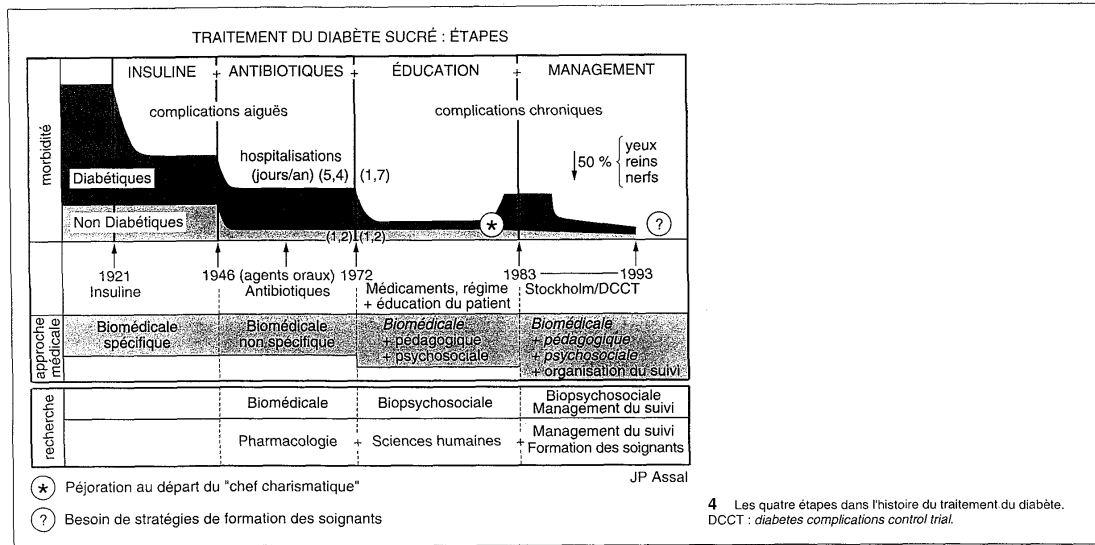 TRAITEMENT DU DIABÈTE SUCRÉ : ÉTAPES
INSULINE + ANTIBIOTIQUES + ÉDUCATION + MANAGEMENT
complications aiguës complications chroniques
morbidité
hospitalisations
(jours/an) (5,4) (1,7)
50 %
yeux
reins
nerfs
Diabétiques
Non Diabétiques
(1,2) (1,2)
*
?
1921
Insuline
1946 (agents oraux) 1972
Antibiotiques
Médicaments, régime
+ éducation du patient
1983 1993
Stockholm/DCCT
approche
médicale
Biomédicale
spécifique
Biomédicale
non spécifique
Biomédicale
+ pédagogique
+ psychosociale
Biomédicale
+ pédagogique
+ psychosociale
+ organisation du suivi
recherche
Biomédicale
Biopsychosociale
Biopsychosociale
Management du suivi
Pharmacologie + Sciences humaines +
Management du suivi
Formation des soignants
JP Assal
* Péjoration au départ du "chef charismatique"
? Besoin de stratégies de formation des soignants
4 Les quatre étapes dans l'histoire du traitement du diabète.
DCCT : diabetes complications control trial.